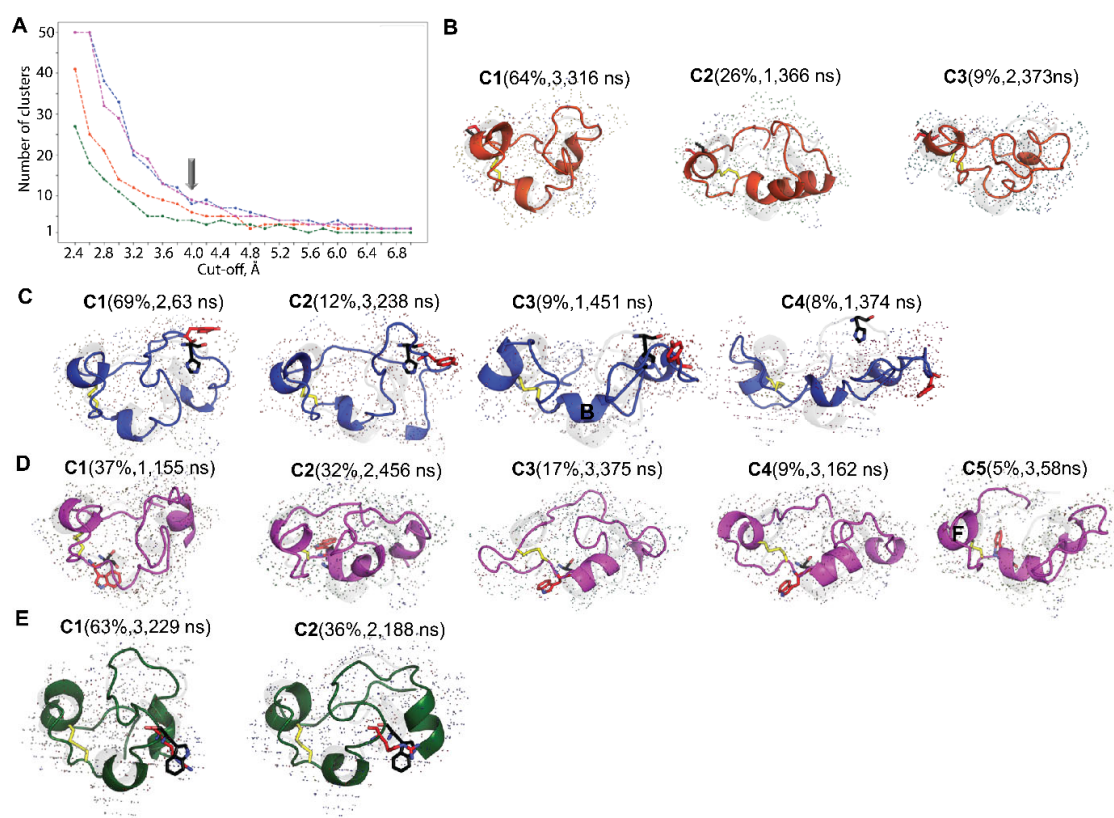 A
B
Number of clusters
50
40
30
20
10
1
2.4 2.8 3.2 3.6 4.0 4.4 4.8 5.2 5.6 6.0 6.4 6.8
Cut-off, Å
C1(64%,3,316 ns)
C2(26%,1,366 ns)
C3(9%,2,373ns)
C
C1(69%,2,63 ns)
C2(12%,3,238 ns)
C3(9%,1,451 ns)
C4(8%,1,374 ns)
B
D
C1(37%,1,155 ns)
C2(32%,2,456 ns)
C3(17%,3,375 ns)
C4(9%,3,162 ns)
C5(5%,3,58ns)
F
E
C1(63%,3,229 ns)
C2(36%,2,188 ns)